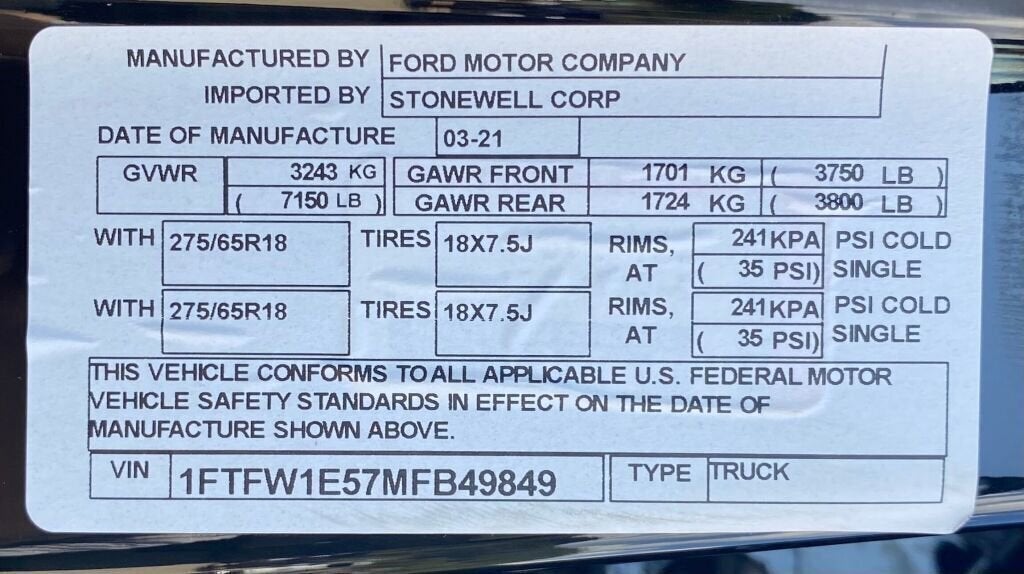 MANUFACTURED BY FORD MOTOR COMPANY
IMPORTED BY STONEWELL CORP
DATE OF MANUFACTURE 03-21
GVWR 3243 KG GAWR FRONT 1701 KG ( 3750 LB )
( 7150 LB ) GAWR REAR 1724 KG ( 3800 LB )
WITH 275/65R18 TIRES 18X7.5J RIMS, 241 KPA PSI COLD
AT ( 35 PSI) SINGLE
WITH 275/65R18 TIRES 18X7.5J RIMS, 241 KPA PSI COLD
AT ( 35 PSI) SINGLE
THIS VEHICLE CONFORMS TO ALL APPLICABLE U.S. FEDERAL MOTOR
VEHICLE SAFETY STANDARDS IN EFFECT ON THE DATE OF
MANUFACTURE SHOWN ABOVE.
VIN 1FTFW1E57MFB49849 TYPE TRUCK